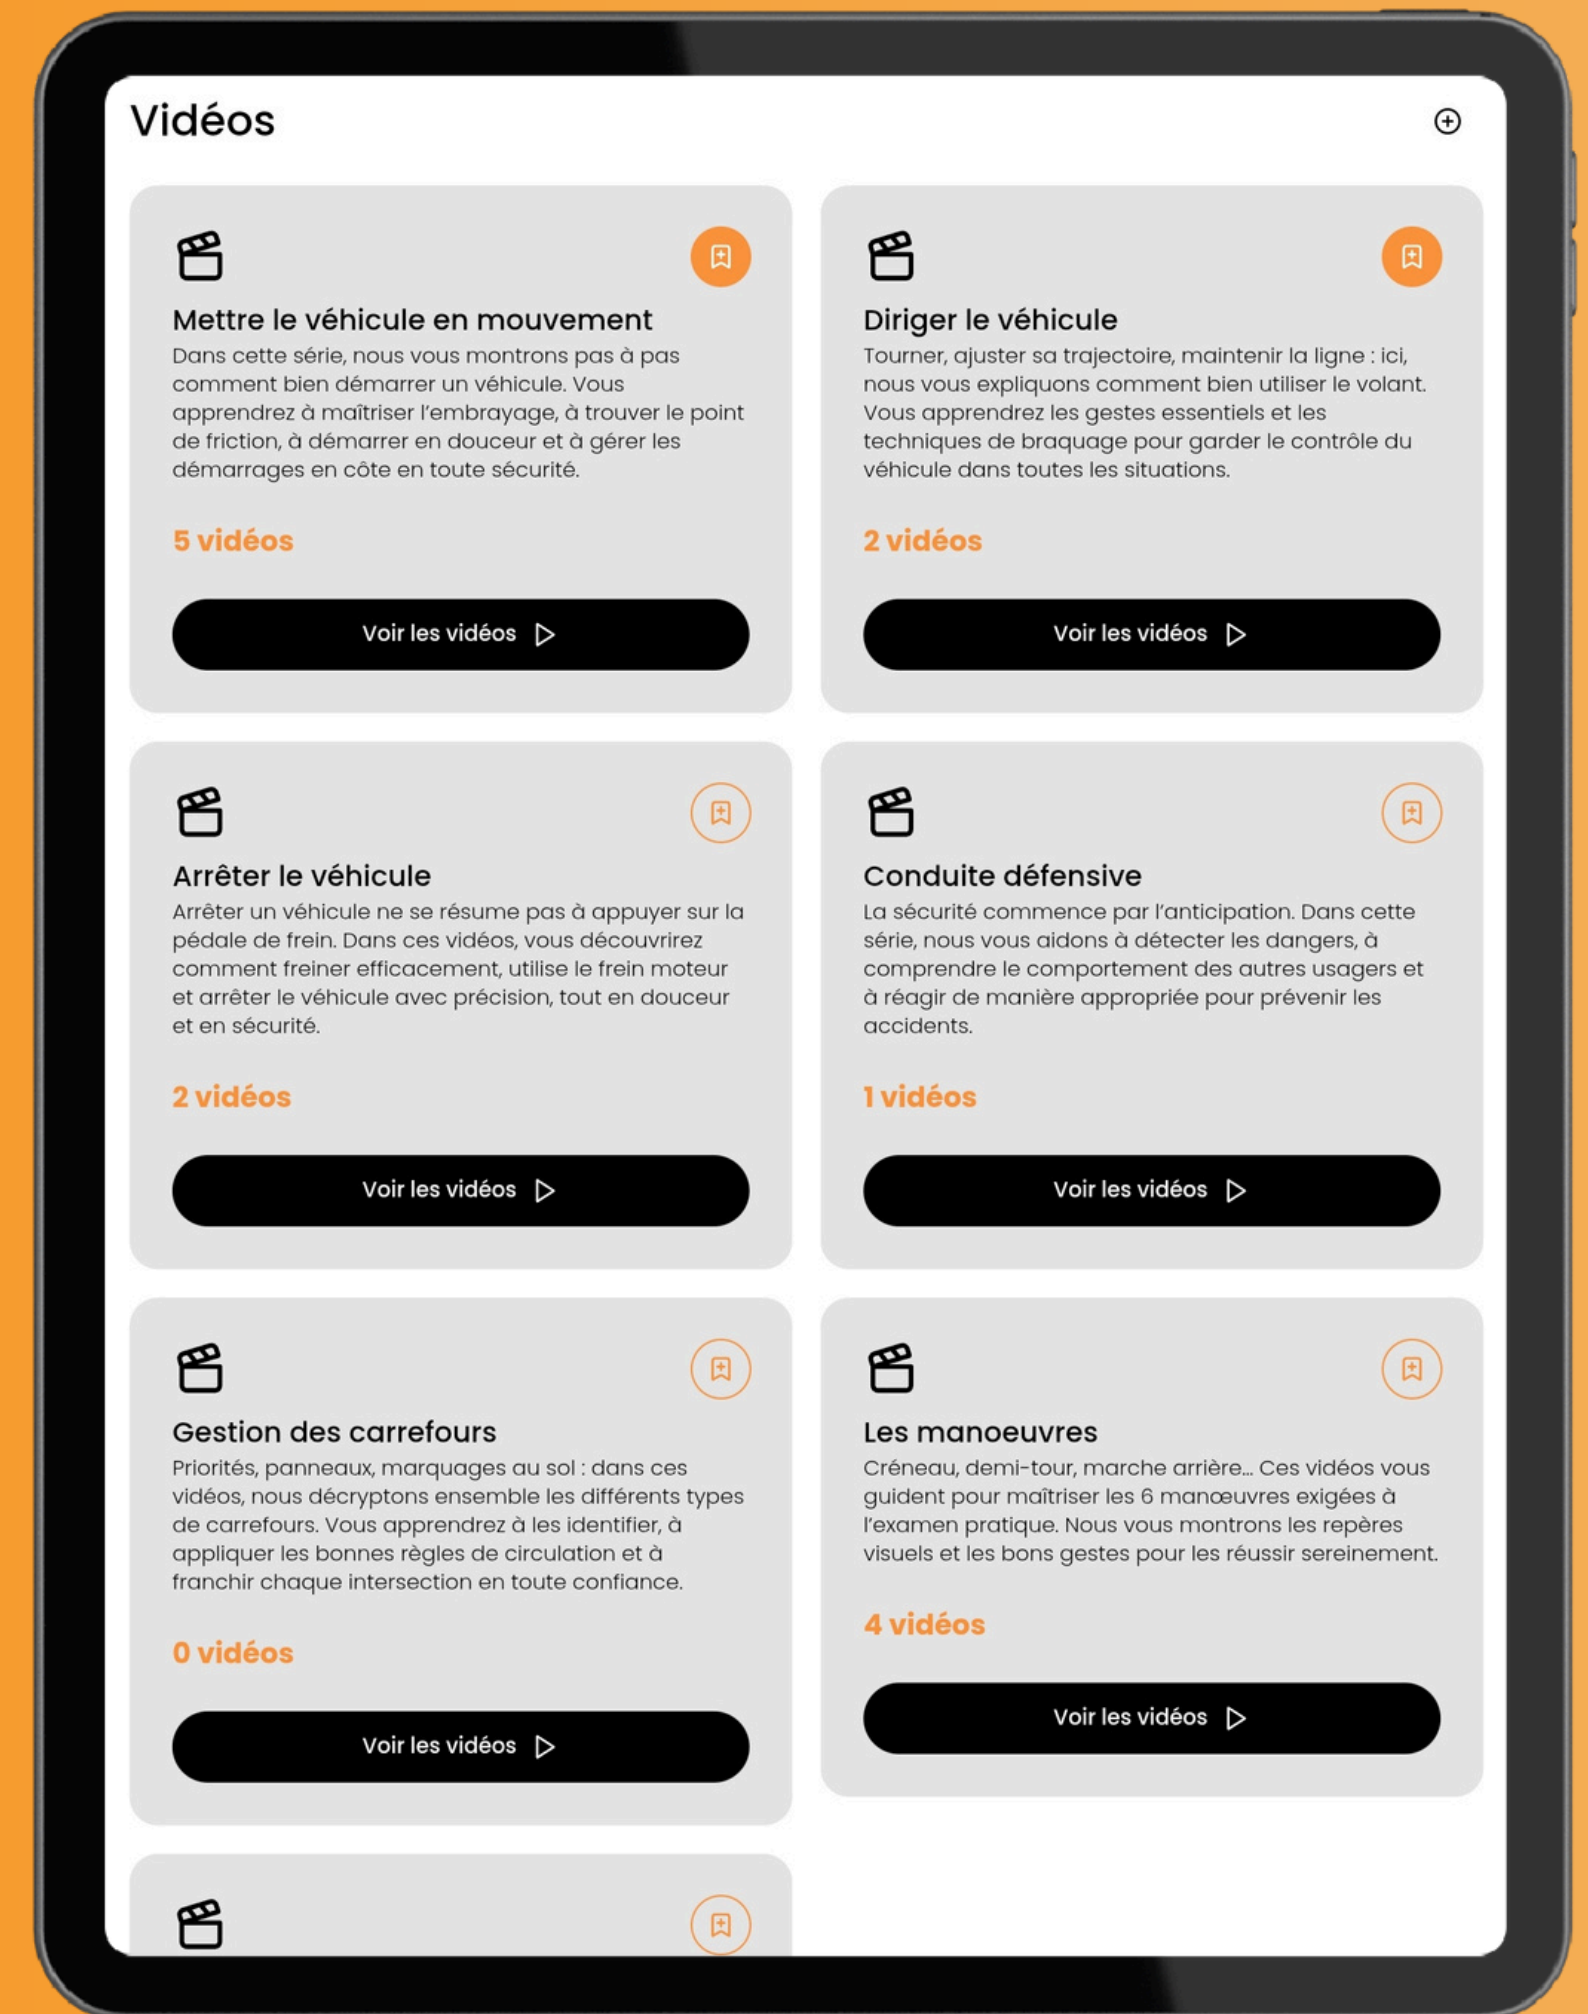 Vidéos
Mettre le véhicule en mouvement
Dans cette série, nous vous montrons pas à pas
comment bien démarrer un véhicule. Vous
apprendrez à maîtriser l'embrayage, à trouver le point
de friction, à démarrer en douceur et à gérer les
démarrages en côte en toute sécurité.
5 vidéos
Voir les vidéos
Diriger le véhicule
Tourner, ajuster sa trajectoire, maintenir la ligne : ici,
nous vous expliquons comment bien utiliser le volant.
Vous apprendrez les gestes essentiels et les
techniques de braquage pour garder le contrôle du
véhicule dans toutes les situations.
2 vidéos
Voir les vidéos
Arrêter le véhicule
Arrêter un véhicule ne se résume pas à appuyer sur la
pédale de frein. Dans ces vidéos, vous découvrirez
comment freiner efficacement, utilise le frein moteur
et arrêter le véhicule avec précision, tout en douceur
et en sécurité.
2 vidéos
Voir les vidéos
Conduite défensive
La sécurité commence par l'anticipation. Dans cette
série, nous vous aidons à détecter les dangers, à
comprendre le comportement des autres usagers et
à réagir de manière appropriée pour prévenir les
accidents.
1 vidéos
Voir les vidéos
Gestion des carrefours
Priorités, panneaux, marquages au sol : dans ces
vidéos, nous décryptons ensemble les différents types
de carrefours. Vous apprendrez à les identifier, à
appliquer les bonnes règles de circulation et à
franchir chaque intersection en toute confiance.
0 vidéos
Voir les vidéos
Les manoeuvres
Créneau, demi-tour, marche arrière... Ces vidéos vous
guident pour maîtriser les 6 manœuvres exigées à
l'examen pratique. Nous vous montrons les repères
visuels et les bons gestes pour les réussir sereinement.
4 vidéos
Voir les vidéos